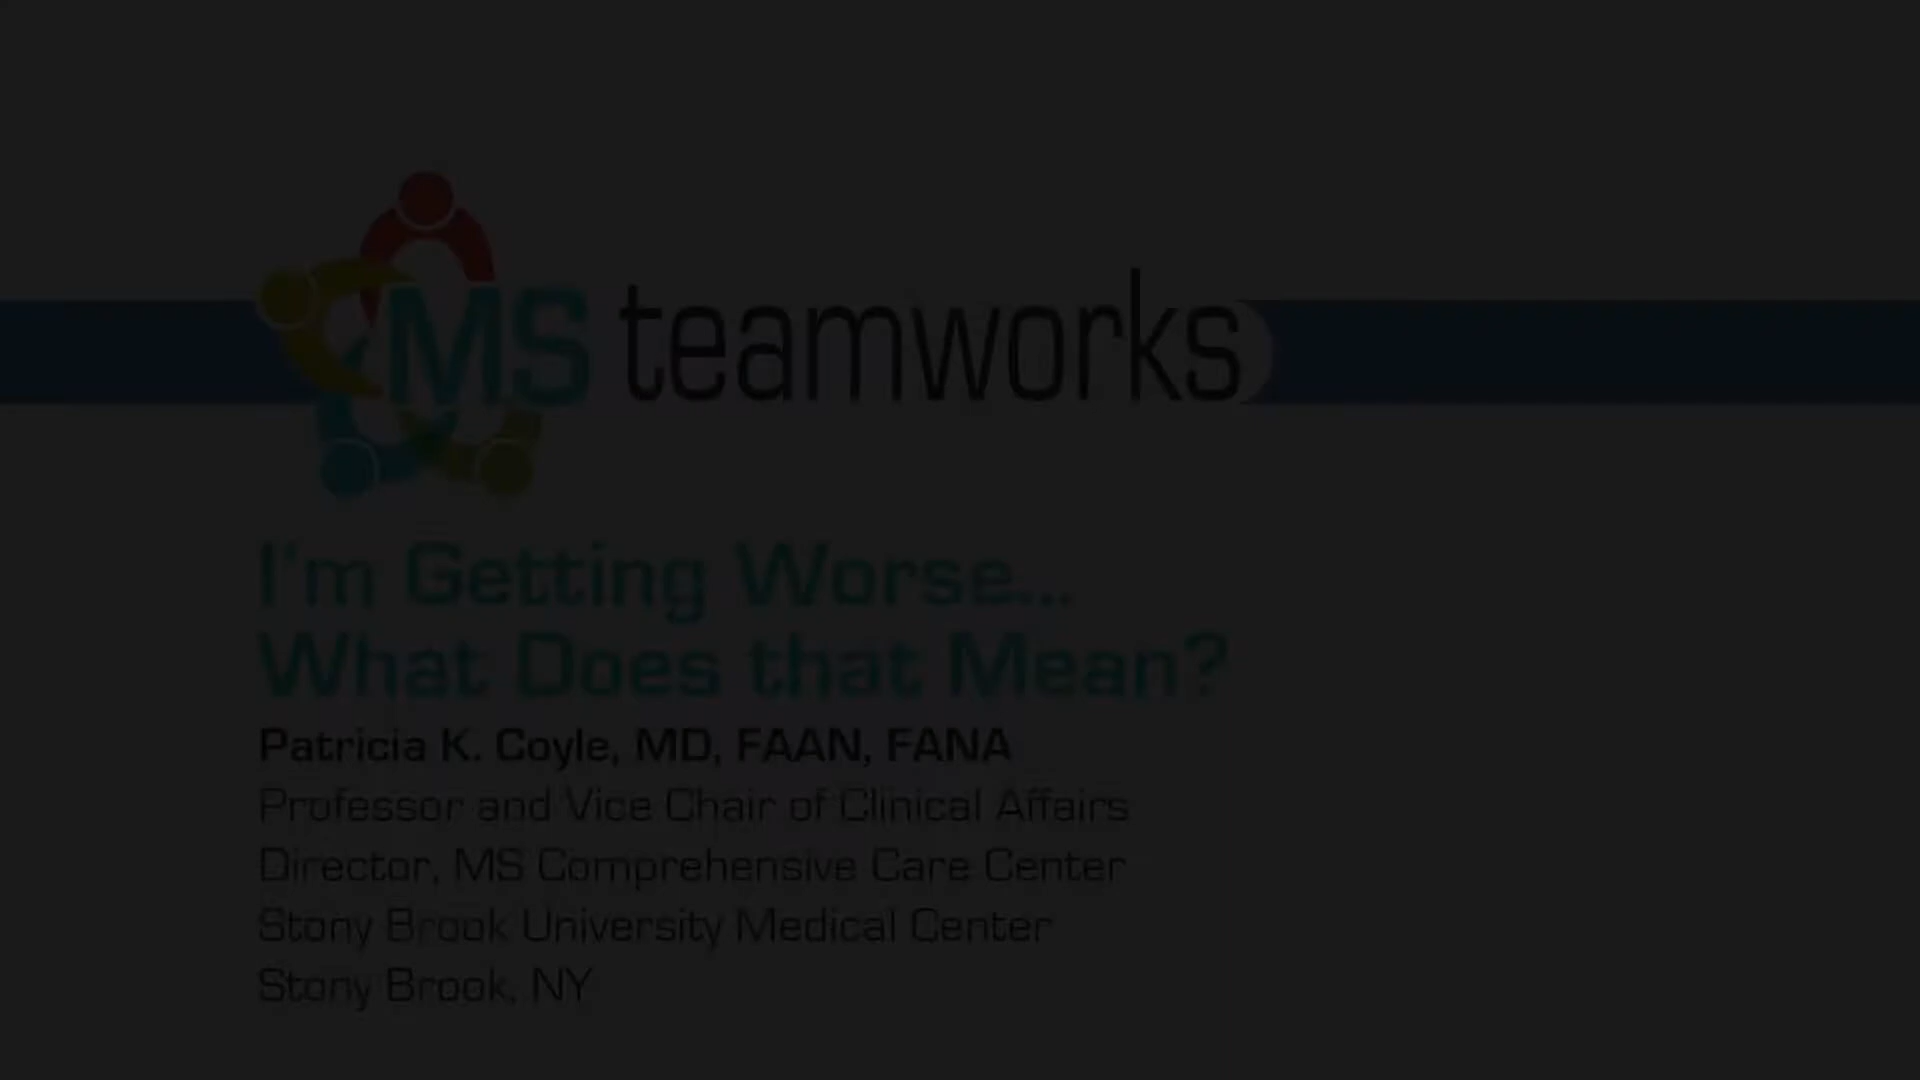 MS teamworks
I'm Getting Worse...
What Does that Mean?
Patricia K. Coyle, MD, FAAN, FANA
Professor and Vice Chair of Clinical Affairs
Director, MS Comprehensive Care Center
Stony Brook University Medical Center
Stony Brook, NY